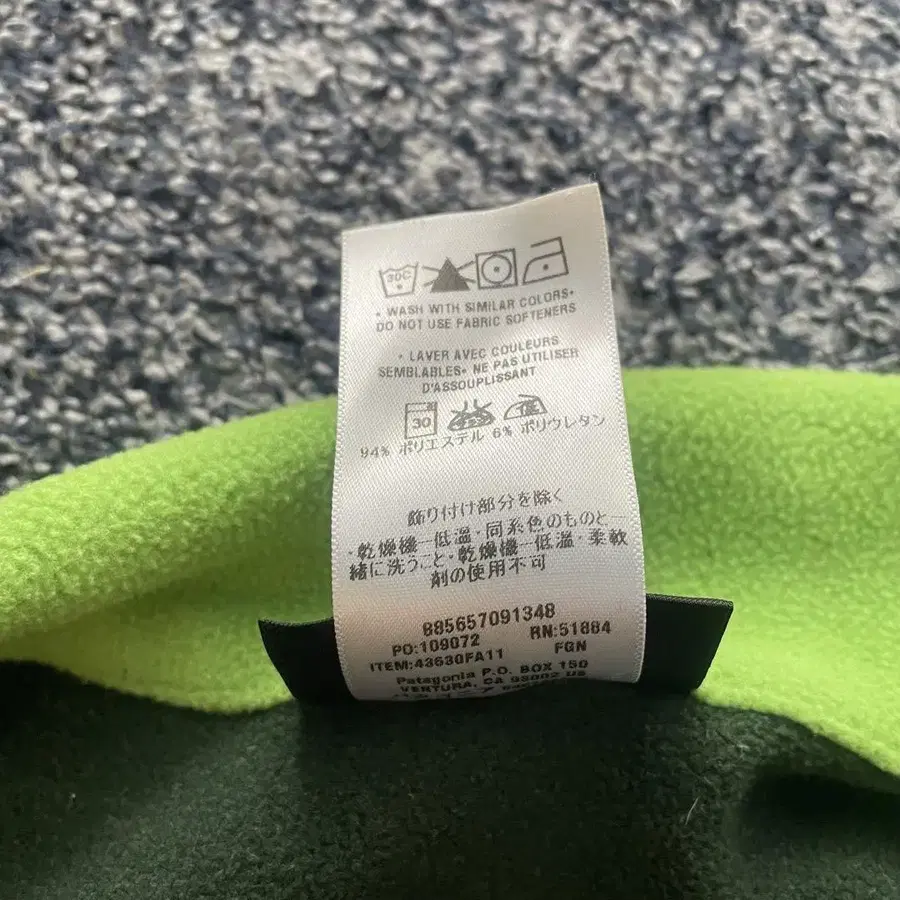 30C
• WASH WITH SIMILAR COLORS•
DO NOT USE FABRIC SOFTENERS
• LAVER AVEC COULEURS
SEMBLABLES• NE PAS UTILISER
D'ASSOUPLISSANT
30 低
94% ポリエステル 6% ポリウレタン
飾り付け部分を除く
・乾燥機ー低温・同系色のものと一
緒に洗うこと・乾燥機ー低温・柔軟
剤の使用不可
885657091348
PO:109072 RN:51884
ITEM:43630FA11 FGN
Patagonia P.O. BOX 150
VENTURA, CA 93002 US